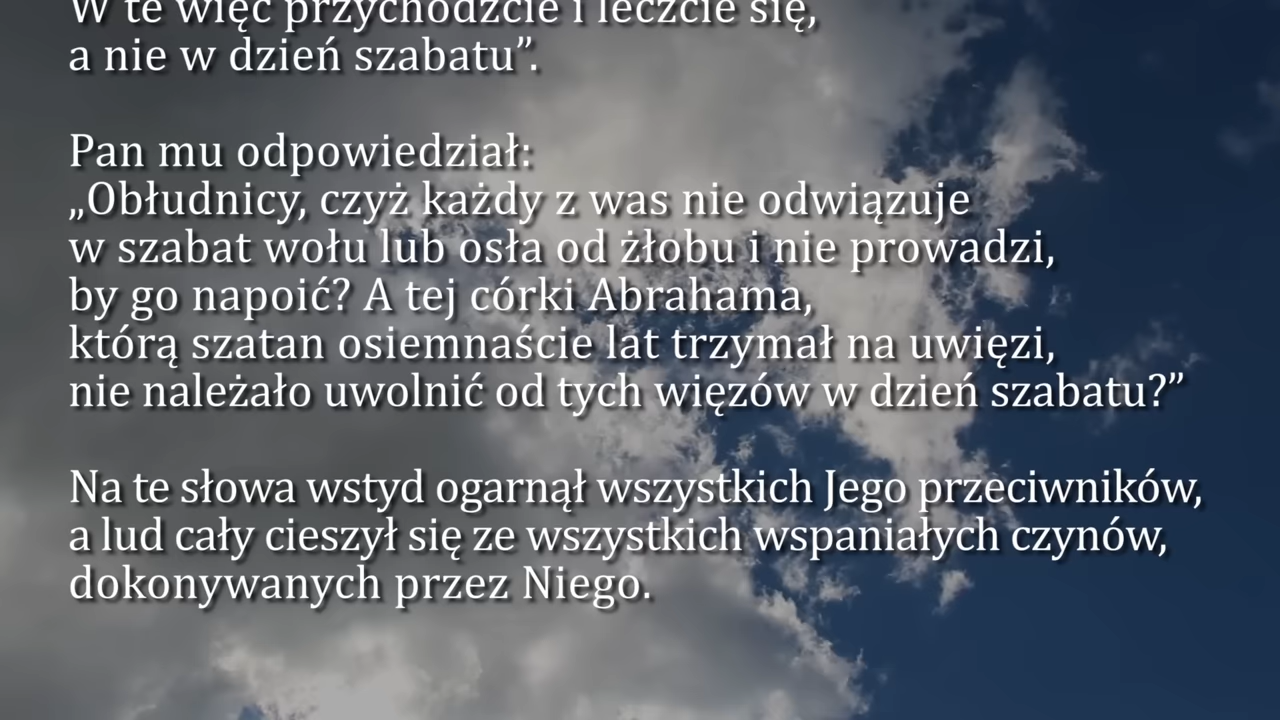 W te więc przychodźcie i leczcie się,
a nie w dzień szabatu”.
Pan mu odpowiedział:
„Obłudnicy, czyż każdy z was nie odwiązuje
w szabat wołu lub osła od żłobu i nie prowadzi,
by go napoić? A tej córki Abrahama,
którą szatan osiemnaście lat trzymał na uwięzi,
nie należało uwolnić od tych więzów w dzień szabatu?”
Na te słowa wstyd ogarnął wszystkich Jego przeciwników,
a lud cały cieszył się ze wszystkich wspaniałych czynów,
dokonywanych przez Niego.